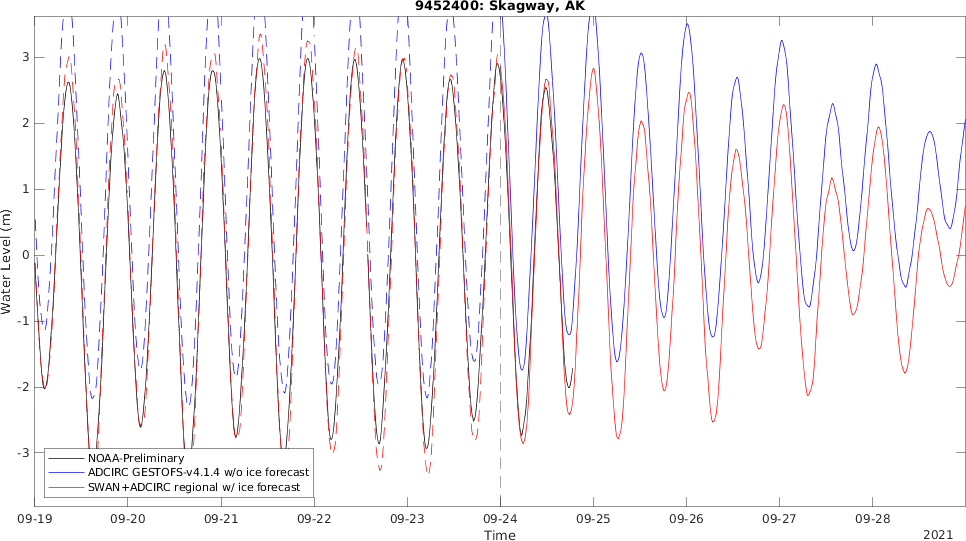 9452400: Skagway, AK
3
2
1
0
-1
-2
-3
Water Level (m)
NOAA-Preliminary
ADCIRC GESTOFS-v4.1.4 w/o ice forecast
SWAN+ADCIRC regional w/ ice forecast
09-19 09-20 09-21 09-22 09-23 09-24 09-25 09-26 09-27 09-28
Time
2021